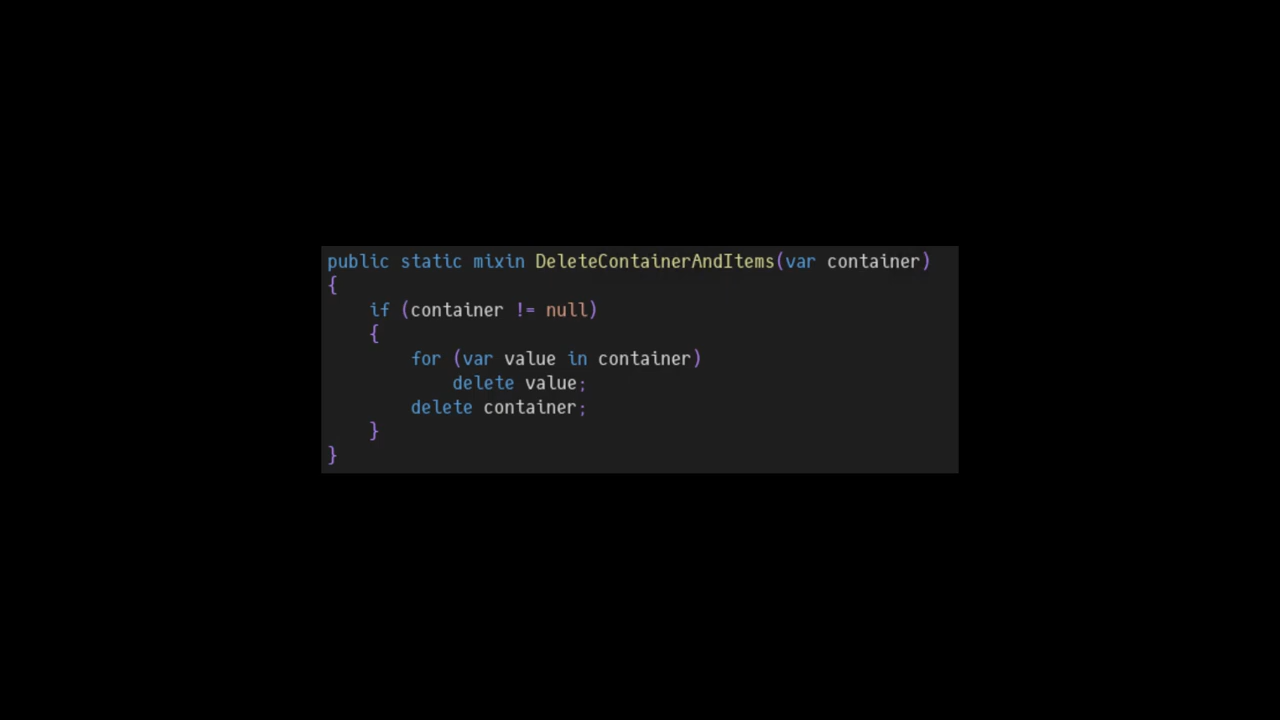 public static mixin DeleteContainerAndItems(var container)
{
    if (container != null)
    {
        for (var value in container)
            delete value;
        delete container;
    }
}